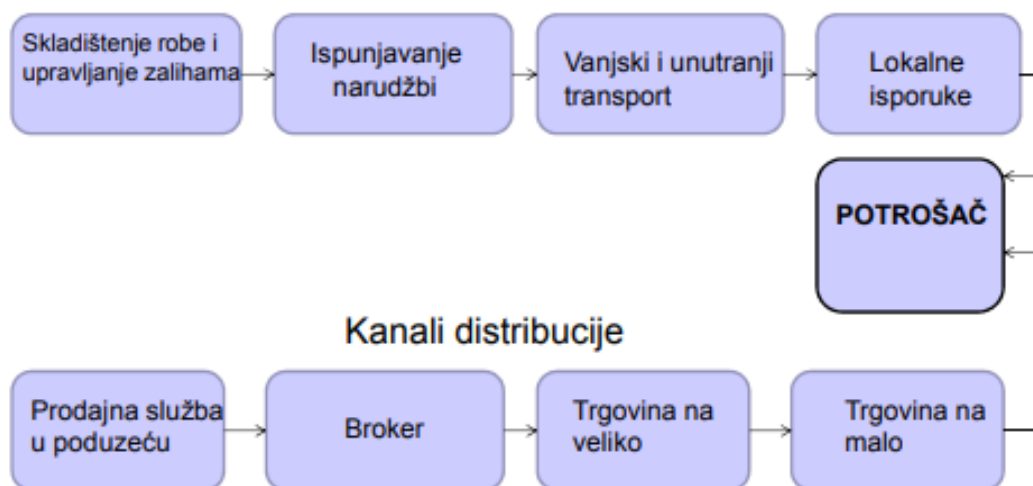 Skladištenje robe i
upravljanje zalihama
Ispunjavanje
narudžbi
Vanjski i unutranji
transport
Lokalne
isporuke
POTROŠAČ
Kanali distribucije
Prodajna služba
u poduzeću
Broker
Trgovina na
veliko
Trgovina na
malo